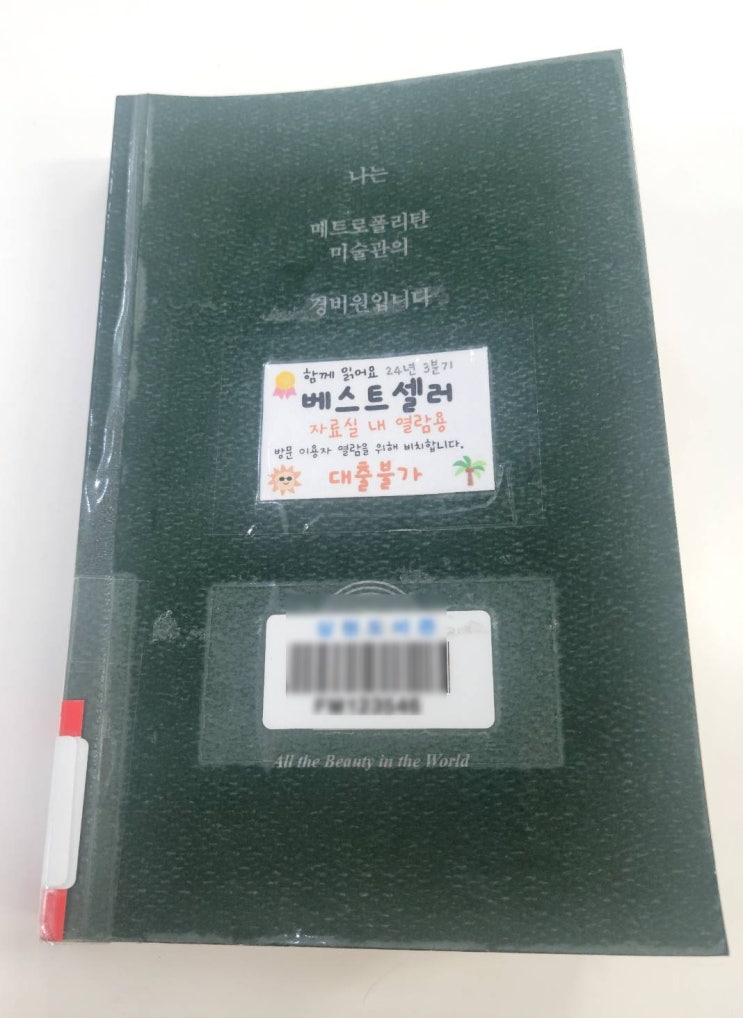 나는
메트로폴리탄
미술관의
경비원입니다
함께 읽어요 24년 3분기
베스트셀러
자료실 내 열람용
방문 이용자 열람을 위해 비치합니다.
대출불가
FM123546
All the Beauty in the World